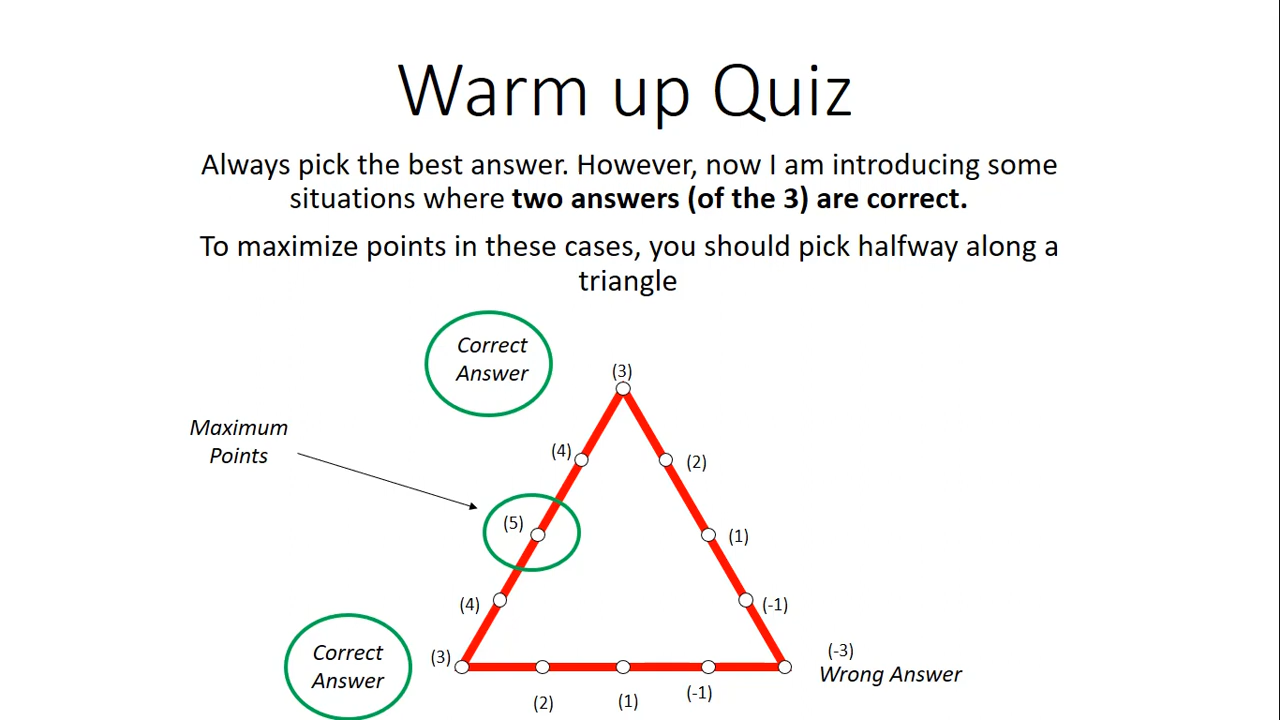 Warm up Quiz
Always pick the best answer. However, now I am introducing some
situations where two answers (of the 3) are correct.
To maximize points in these cases, you should pick halfway along a
triangle
Correct
Answer
(3)
Maximum
Points
(4)
(2)
(5)
(1)
(4)
(-1)
Correct
Answer
(3)
(-3)
Wrong Answer
(2)
(1)
(-1)